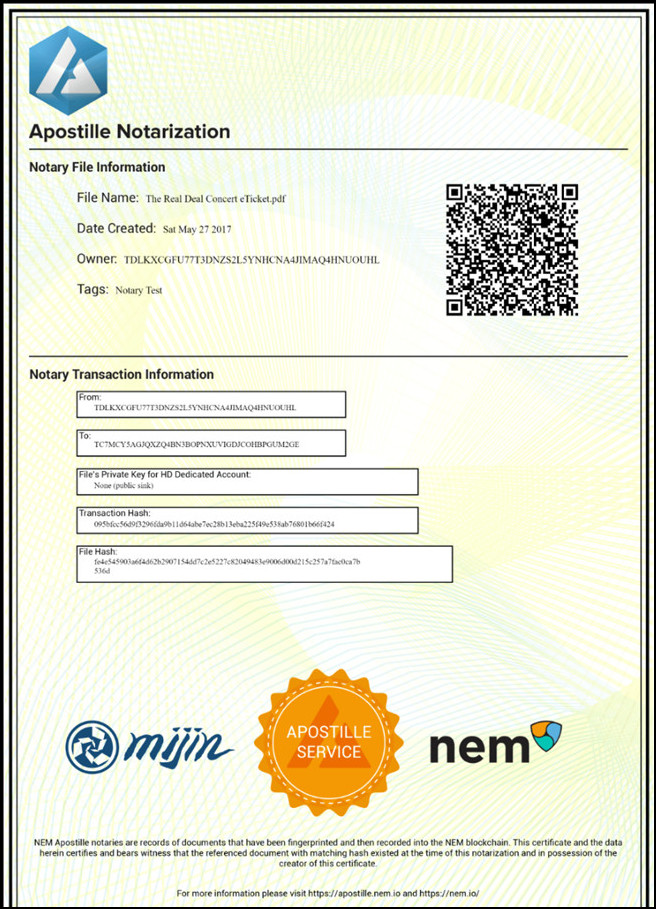 Apostille Notarization
Notary File Information
File Name: The Real Deal Concert eTicket.pdf
Date Created: Sat May 27 2017
Owner: TDLKXCGFU77T3DNZS2L5YNHCNA4JIMAQ4HNUOUHL
Tags: Notary Test
Notary Transaction Information
From:
TDLKXCGFU77T3DNZS2L5YNHCNA4JIMAQ4HNUOUHL
To:
TC7MCY5AGJQXZQ4BN3BOPNXUVIGDJCOHBPGUM2GE
File's Private Key for HD Dedicated Account:
None (public sink)
Transaction Hash:
095bfcc56d9f3296fda9b11d64abe7ec28b13eba225f49e538ab76801b66f424
File Hash:
fe4e545903a6f4d62b2907154dd7c2e5227c82049483e9006d00d215c257a7fac0ca7b
536d
mijin
APOSTILLE
SERVICE
nem
NEM Apostille notaries are records of documents that have been fingerprinted and then recorded into the NEM blockchain. This certificate and the data
herein certifies and bears witness that the referenced document with matching hash existed at the time of this notarization and in possession of the
creator of this certificate.
For more information please visit https://apostille.nem.io and https://nem.io/